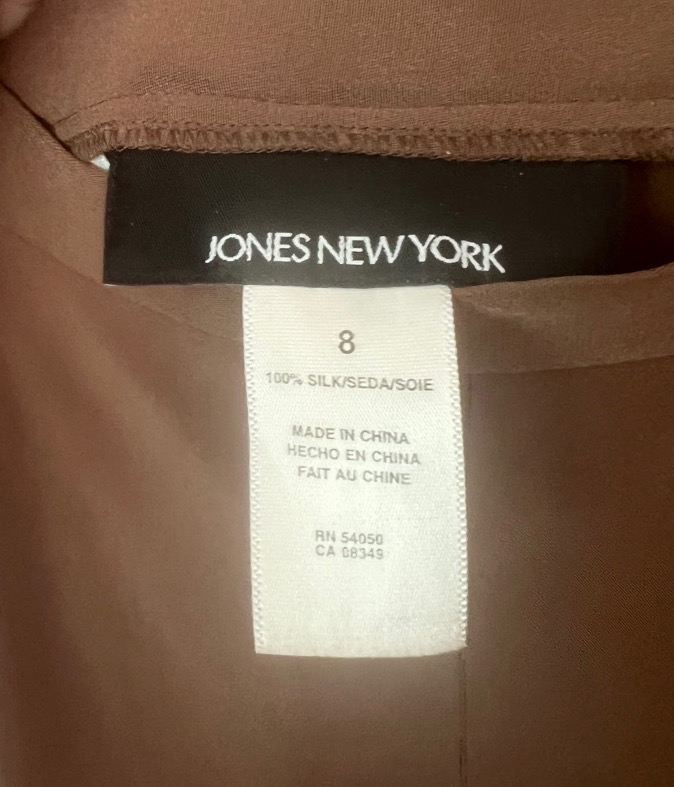 JONES NEW YORK
8
100% SILK/SEDA/SOIE
MADE IN CHINA
HECHO EN CHINA
FAIT AU CHINE
RN 54050
CA 08349